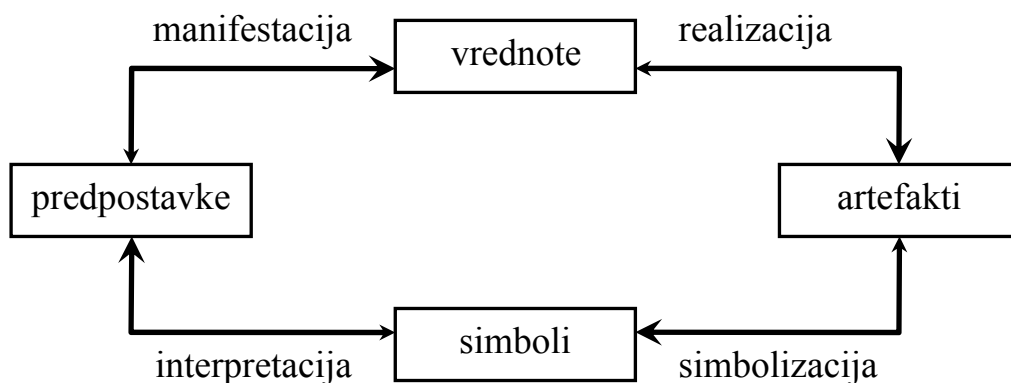 manifestacija
vrednote
realizacija
predpostavke
artefakti
interpretacija
simboli
simbolizacija